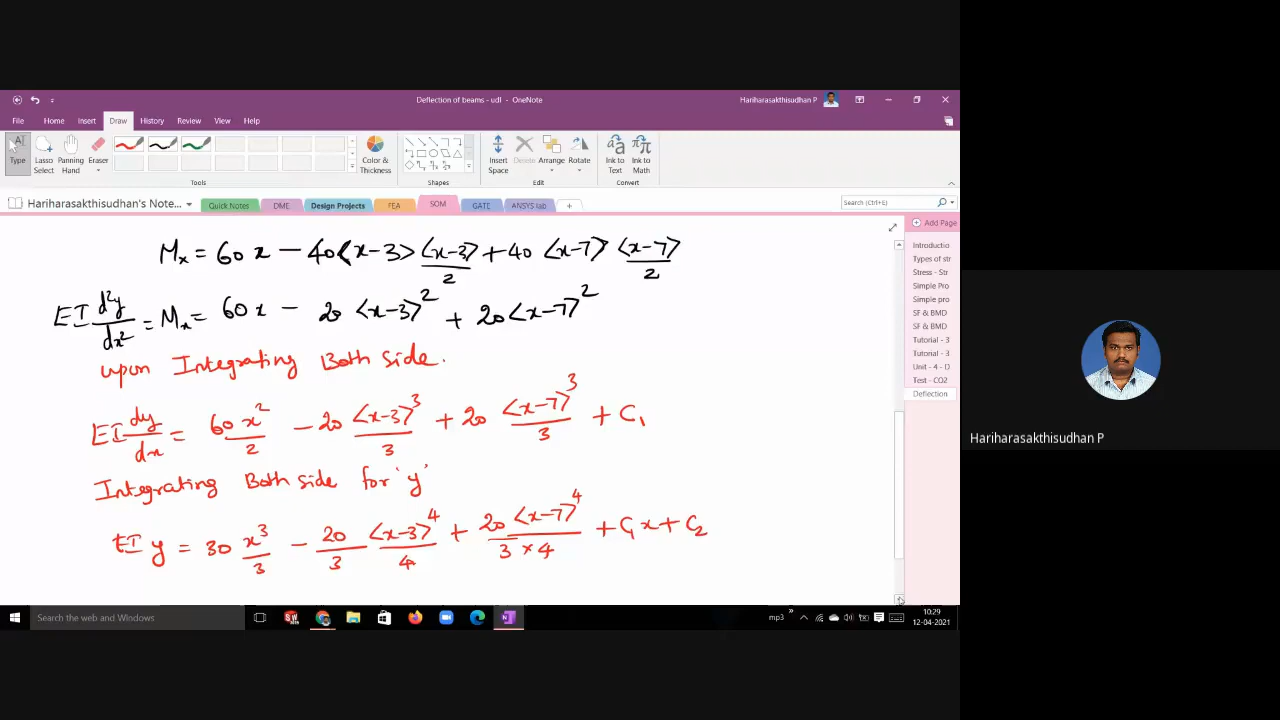 Deflection of beams - udl - OneNote
Hariharasakthisudhan P
File Home Insert Draw History Review View Help
Type Lasso Select Panning Hand Eraser Color & Thickness Insert Space Delete Arrange Rotate Ink to Text Ink to Math
Tools Shapes Edit Convert
Hariharasakthisudhan's Note... Quick Notes DME Design Projects FEA SOM GATE ANSYS lab + Search (Ctrl+E)
Mx = 60x − 40<x−3> <x−3>/2 + 40 <x−7> <x−7>/2
EI d²y/dx² = Mx = 60x − 20 <x−3>² + 20<x−7>²
upon Integrating Both side.
EI dy/dx = 60 x²/2 − 20 <x−3>³/3 + 20 <x−7>³/3 + C₁
Integrating Both side for 'y'
EI y = 30 x³/3 − 20/3 <x−3>⁴/4 + 20 <x−7>⁴/3×4 + C₁x + C₂
Add Page
Introductio
Types of str
Stress - Str
Simple Pro
Simple pro
SF & BMD
SF & BMD
Tutorial - 3
Tutorial - 3
Unit - 4 - D
Test - CO2
Deflection
Hariharasakthisudhan P
Search the web and Windows
mp3 »
10:29
12-04-2021